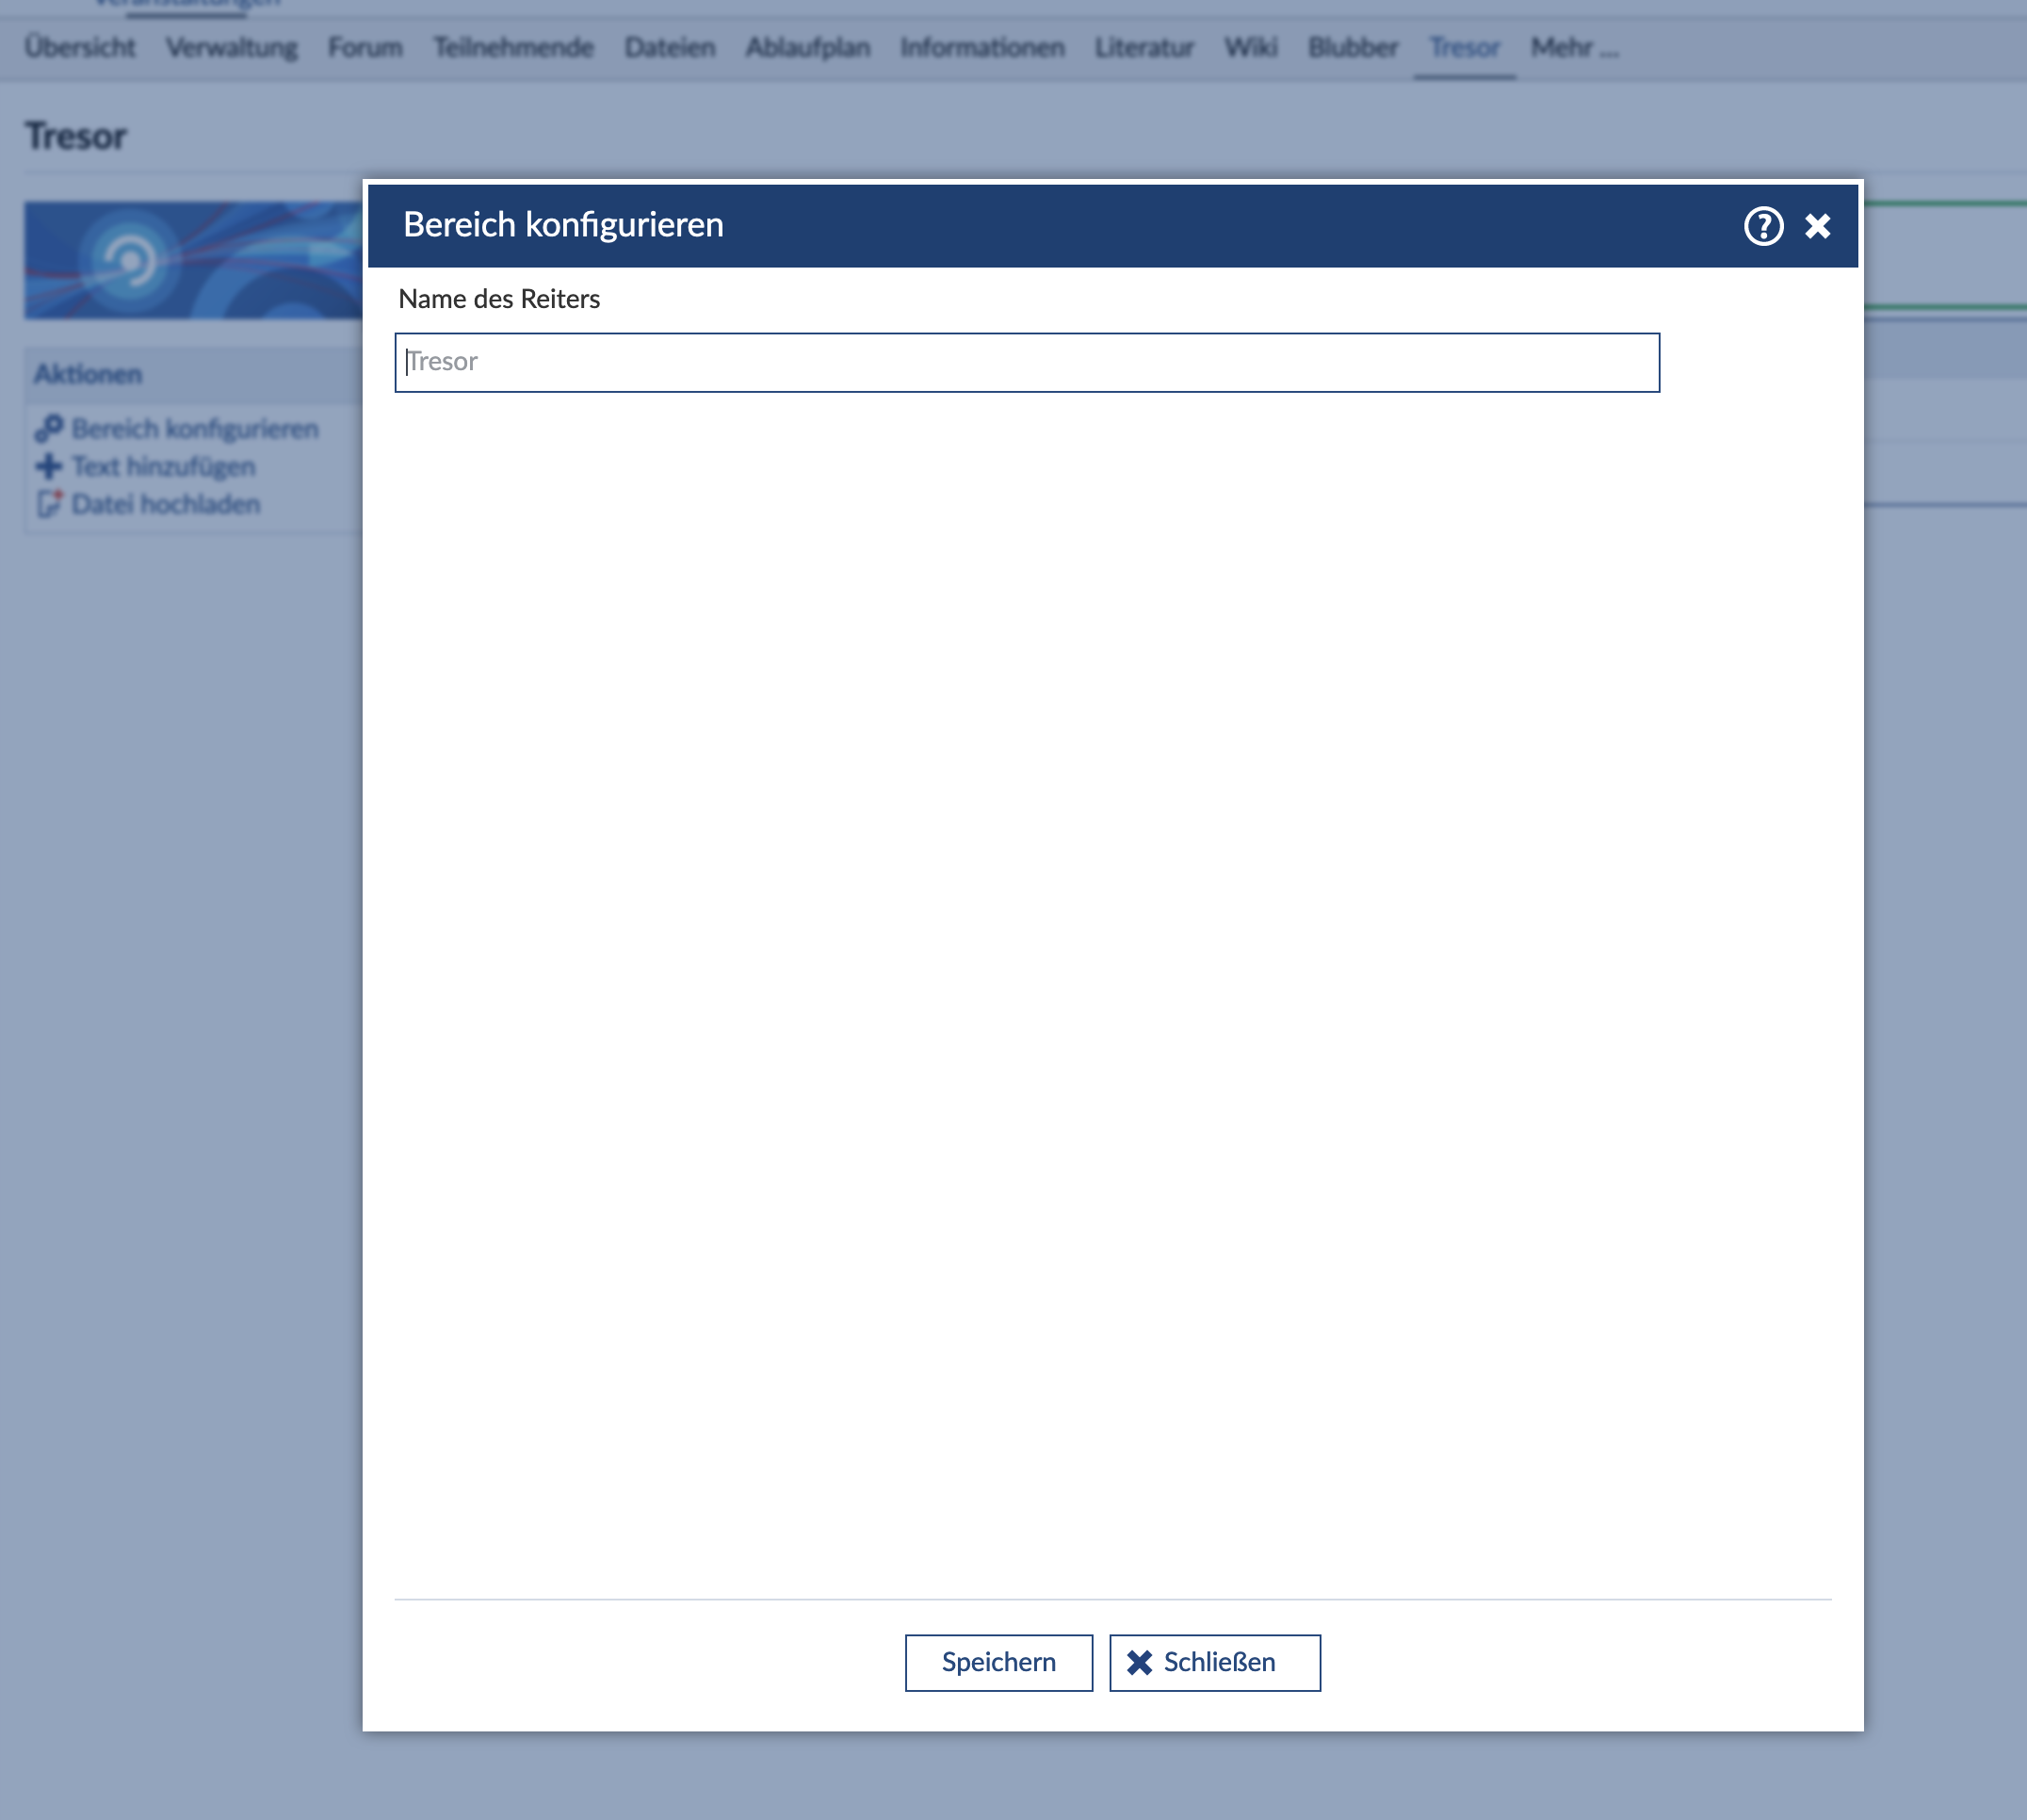 Veranstaltungen
Übersicht Verwaltung Forum Teilnehmende Dateien Ablaufplan Informationen Literatur Wiki Blubber Tresor Mehr ...
Tresor
Bereich konfigurieren
Name des Reiters
Tresor
Aktionen
Bereich konfigurieren
Text hinzufügen
Datei hochladen
Speichern Schließen